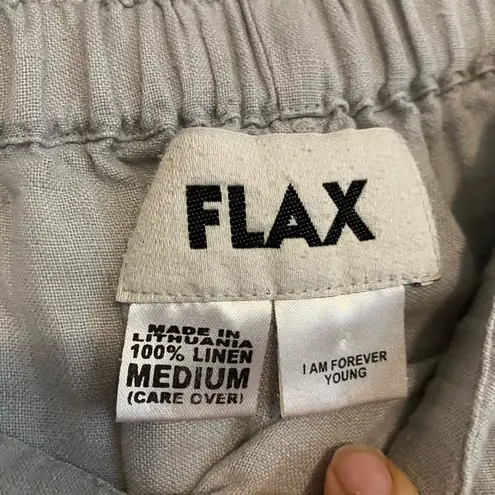 FLAX
MADE IN
LITHUANIA
100% LINEN
MEDIUM
(CARE OVER)
I AM FOREVER
YOUNG